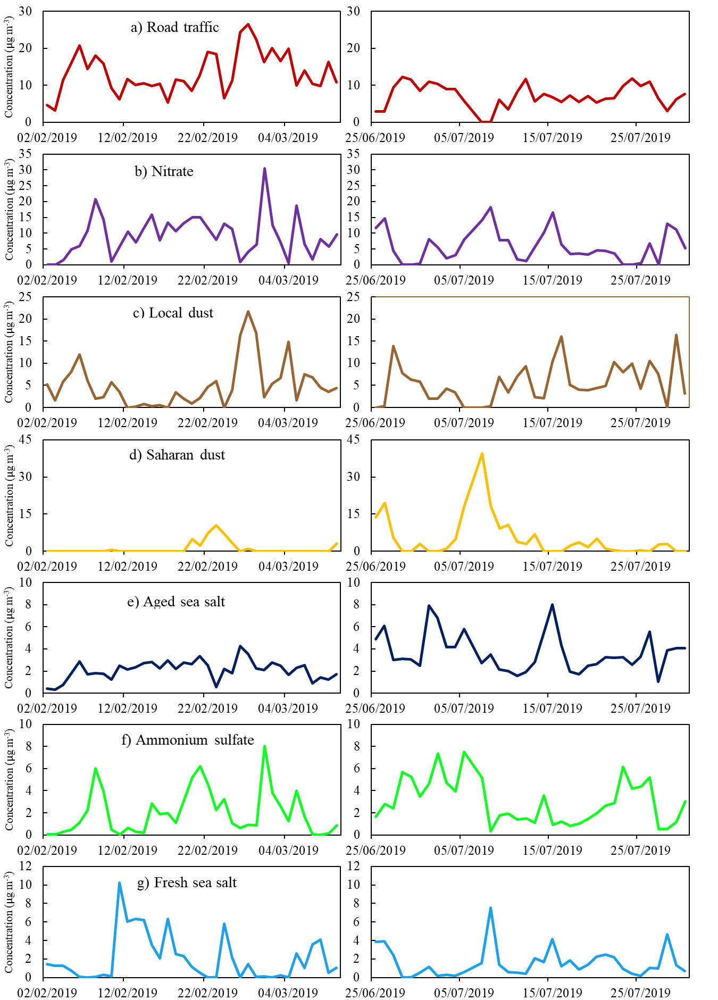 a) Road traffic
Concentration (µg m-3)
30
20
10
0
02/02/2019 12/02/2019 22/02/2019 04/03/2019
30
20
10
0
25/06/2019 05/07/2019 15/07/2019 25/07/2019
b) Nitrate
Concentration (µg m-3)
35
30
25
20
15
10
5
0
02/02/2019 12/02/2019 22/02/2019 04/03/2019
35
30
25
20
15
10
5
0
25/06/2019 05/07/2019 15/07/2019 25/07/2019
c) Local dust
Concentration (µg m-3)
25
20
15
10
5
0
02/02/2019 12/02/2019 22/02/2019 04/03/2019
25
20
15
10
5
0
25/06/2019 05/07/2019 15/07/2019 25/07/2019
d) Saharan dust
Concentration (µg m-3)
45
30
15
0
02/02/2019 12/02/2019 22/02/2019 04/03/2019
45
30
15
0
25/06/2019 05/07/2019 15/07/2019 25/07/2019
e) Aged sea salt
Concentration (µg m-3)
10
8
6
4
2
0
02/02/2019 12/02/2019 22/02/2019 04/03/2019
10
8
6
4
2
0
25/06/2019 05/07/2019 15/07/2019 25/07/2019
f) Ammonium sulfate
Concentration (µg m-3)
10
8
6
4
2
0
02/02/2019 12/02/2019 22/02/2019 04/03/2019
10
8
6
4
2
0
25/06/2019 05/07/2019 15/07/2019 25/07/2019
g) Fresh sea salt
Concentration (µg m-3)
12
10
8
6
4
2
0
02/02/2019 12/02/2019 22/02/2019 04/03/2019
12
10
8
6
4
2
0
25/06/2019 05/07/2019 15/07/2019 25/07/2019